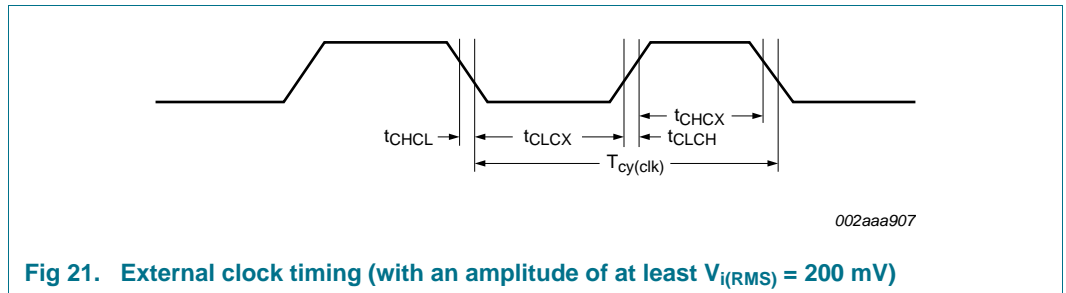 tCHCX
tCHCL tCLCX tCLCH
Tcy(clk)
002aaa907
Fig 21. External clock timing (with an amplitude of at least Vi(RMS) = 200 mV)